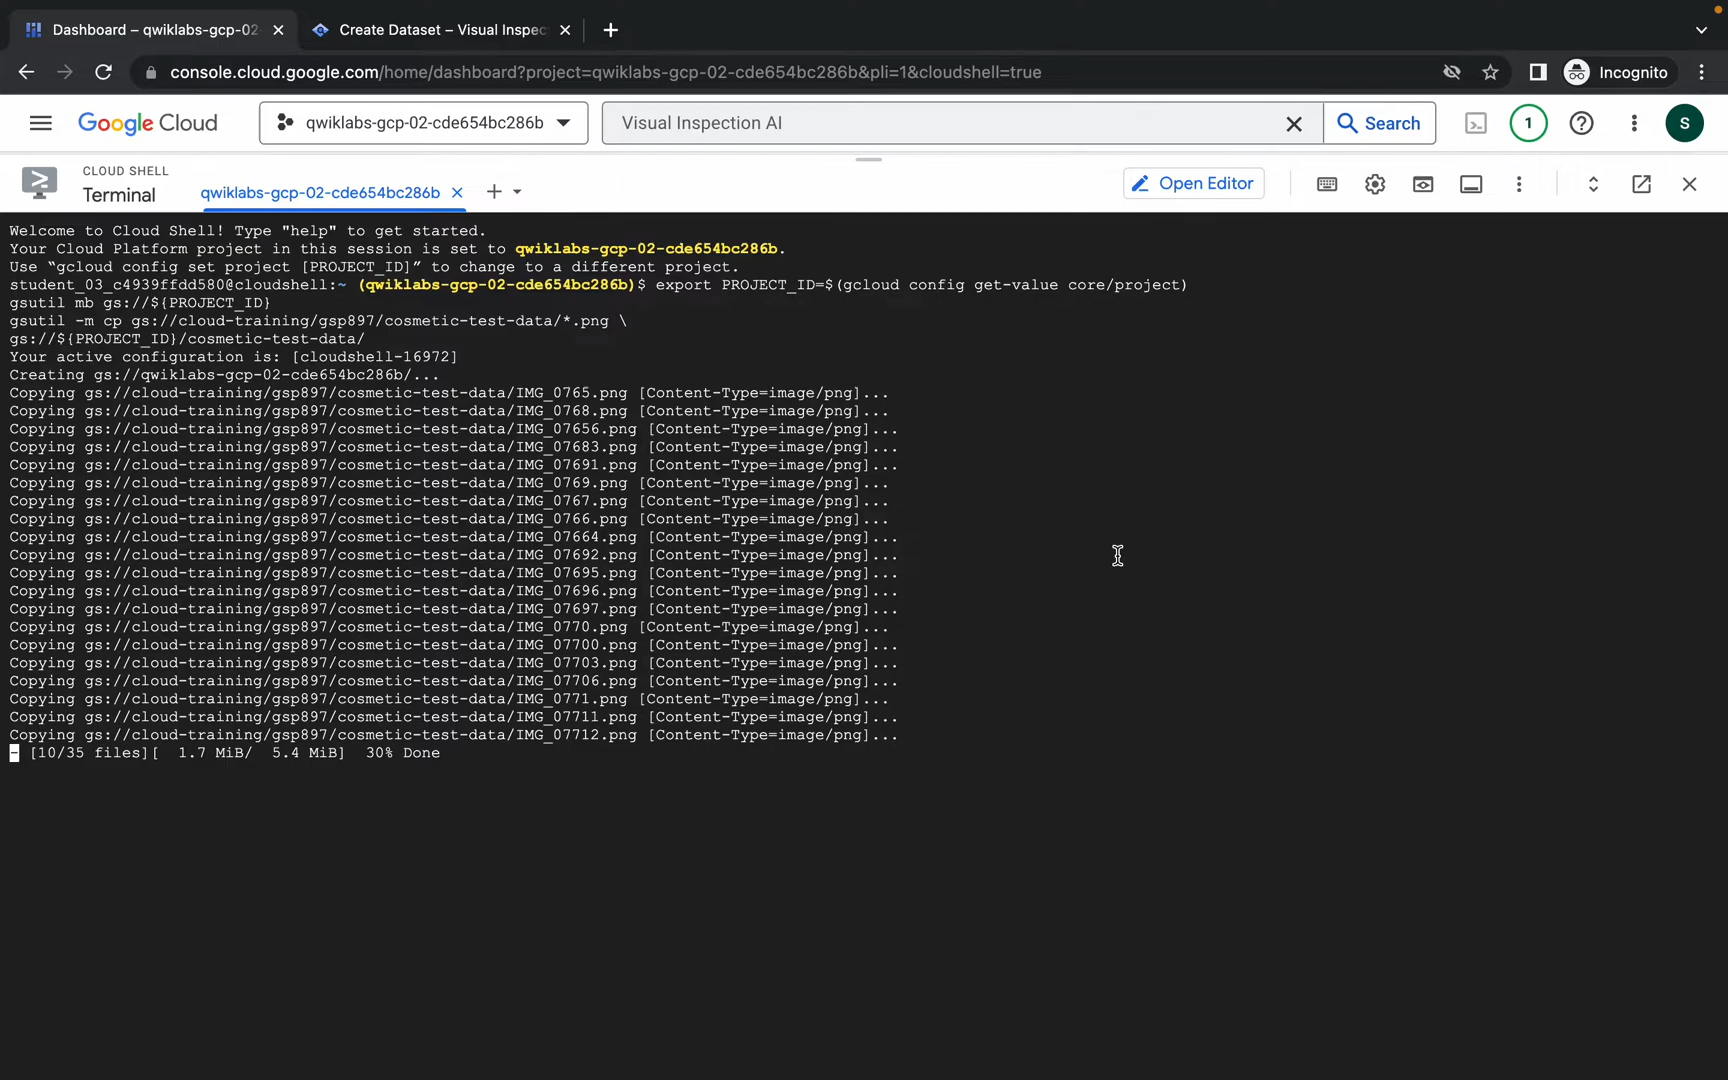 Dashboard – qwiklabs-gcp-02-
Create Dataset – Visual Inspec
console.cloud.google.com/home/dashboard?project=qwiklabs-gcp-02-cde654bc286b&pli=1&cloudshell=true
Incognito
Google Cloud
qwiklabs-gcp-02-cde654bc286b
Visual Inspection AI
Search
1
S
CLOUD SHELL
Terminal
qwiklabs-gcp-02-cde654bc286b
Open Editor
Welcome to Cloud Shell! Type "help" to get started.
Your Cloud Platform project in this session is set to qwiklabs-gcp-02-cde654bc286b.
Use “gcloud config set project [PROJECT_ID]” to change to a different project.
student_03_c4939ffdd580@cloudshell:~ (qwiklabs-gcp-02-cde654bc286b)$ export PROJECT_ID=$(gcloud config get-value core/project)
gsutil mb gs://${PROJECT_ID}
gsutil -m cp gs://cloud-training/gsp897/cosmetic-test-data/*.png \
gs://${PROJECT_ID}/cosmetic-test-data/
Your active configuration is: [cloudshell-16972]
Creating gs://qwiklabs-gcp-02-cde654bc286b/...
Copying gs://cloud-training/gsp897/cosmetic-test-data/IMG_0765.png [Content-Type=image/png]...
Copying gs://cloud-training/gsp897/cosmetic-test-data/IMG_0768.png [Content-Type=image/png]...
Copying gs://cloud-training/gsp897/cosmetic-test-data/IMG_07656.png [Content-Type=image/png]...
Copying gs://cloud-training/gsp897/cosmetic-test-data/IMG_07683.png [Content-Type=image/png]...
Copying gs://cloud-training/gsp897/cosmetic-test-data/IMG_07691.png [Content-Type=image/png]...
Copying gs://cloud-training/gsp897/cosmetic-test-data/IMG_0769.png [Content-Type=image/png]...
Copying gs://cloud-training/gsp897/cosmetic-test-data/IMG_0767.png [Content-Type=image/png]...
Copying gs://cloud-training/gsp897/cosmetic-test-data/IMG_0766.png [Content-Type=image/png]...
Copying gs://cloud-training/gsp897/cosmetic-test-data/IMG_07664.png [Content-Type=image/png]...
Copying gs://cloud-training/gsp897/cosmetic-test-data/IMG_07692.png [Content-Type=image/png]...
Copying gs://cloud-training/gsp897/cosmetic-test-data/IMG_07695.png [Content-Type=image/png]...
Copying gs://cloud-training/gsp897/cosmetic-test-data/IMG_07696.png [Content-Type=image/png]...
Copying gs://cloud-training/gsp897/cosmetic-test-data/IMG_07697.png [Content-Type=image/png]...
Copying gs://cloud-training/gsp897/cosmetic-test-data/IMG_0770.png [Content-Type=image/png]...
Copying gs://cloud-training/gsp897/cosmetic-test-data/IMG_07700.png [Content-Type=image/png]...
Copying gs://cloud-training/gsp897/cosmetic-test-data/IMG_07703.png [Content-Type=image/png]...
Copying gs://cloud-training/gsp897/cosmetic-test-data/IMG_07706.png [Content-Type=image/png]...
Copying gs://cloud-training/gsp897/cosmetic-test-data/IMG_0771.png [Content-Type=image/png]...
Copying gs://cloud-training/gsp897/cosmetic-test-data/IMG_07711.png [Content-Type=image/png]...
Copying gs://cloud-training/gsp897/cosmetic-test-data/IMG_07712.png [Content-Type=image/png]...
- [10/35 files][  1.7 MiB/  5.4 MiB]  30% Done